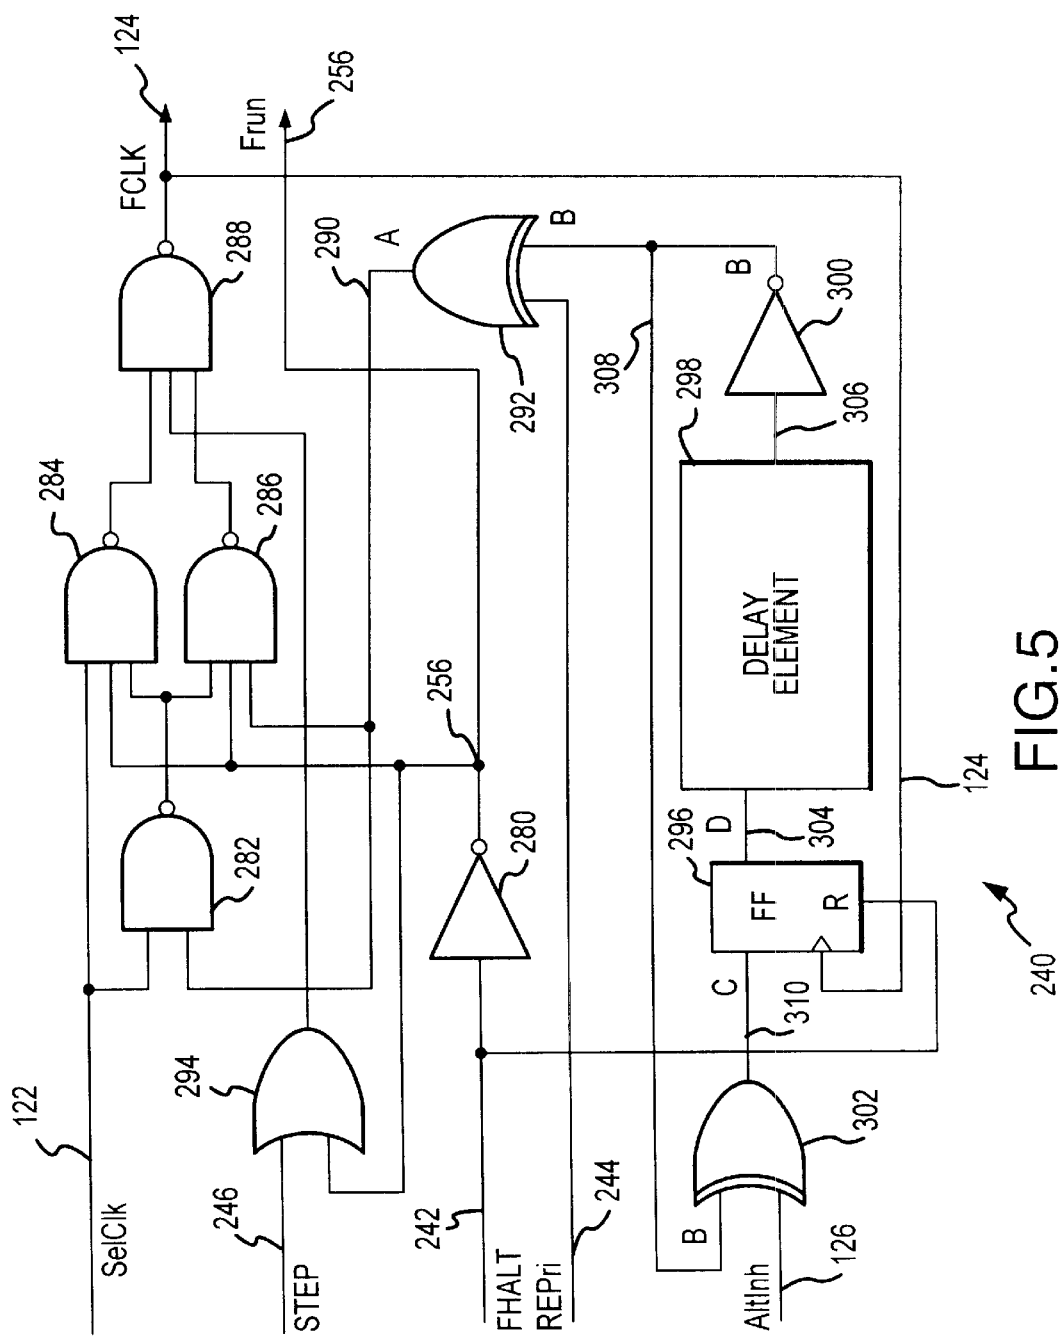 122
SelClk
246
STEP
242
FHALT
REPri
244
B
AltInh
126
294
302
C
310
282
280
296
FF
R
D
304
124
240
284
286
256
DELAY
ELEMENT
298
306
300
308
B
292
B
A
290
288
FCLK
124
Frun
256
FIG.5